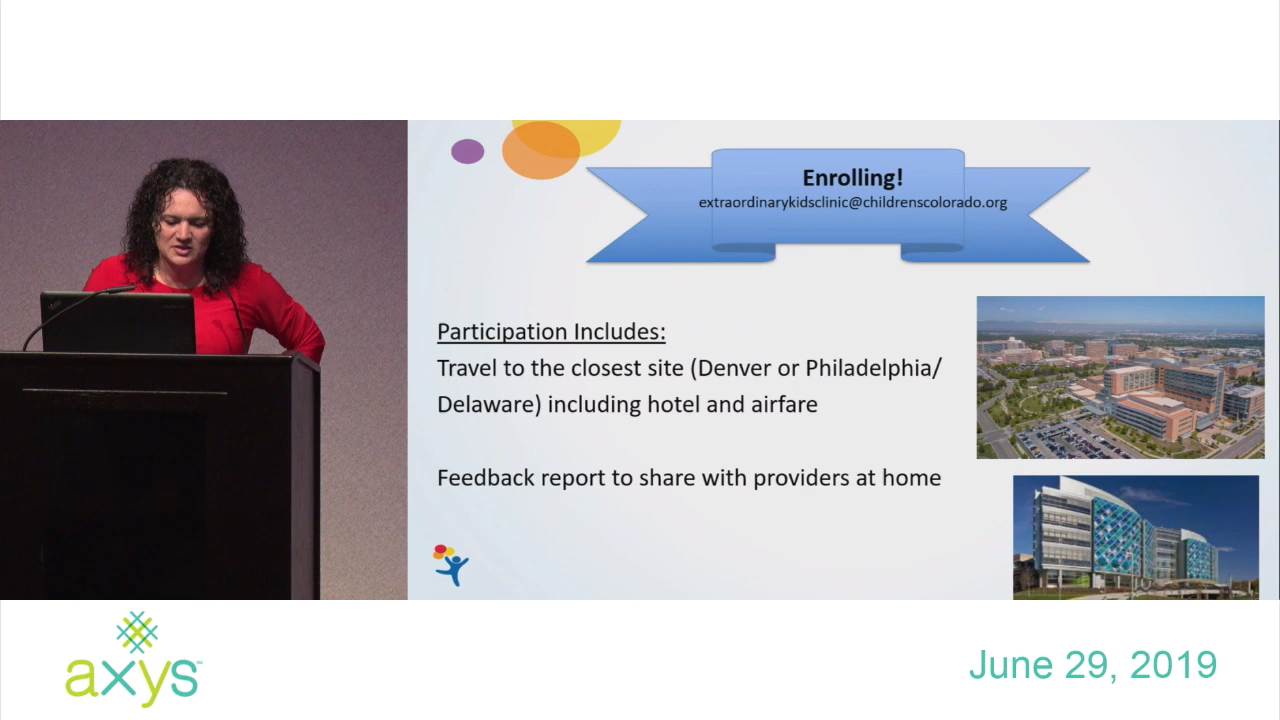 Enrolling!
extraordinarykidsclinic@childrenscolorado.org
Participation Includes:
Travel to the closest site (Denver or Philadelphia/
Delaware) including hotel and airfare
Feedback report to share with providers at home
axys™
June 29, 2019